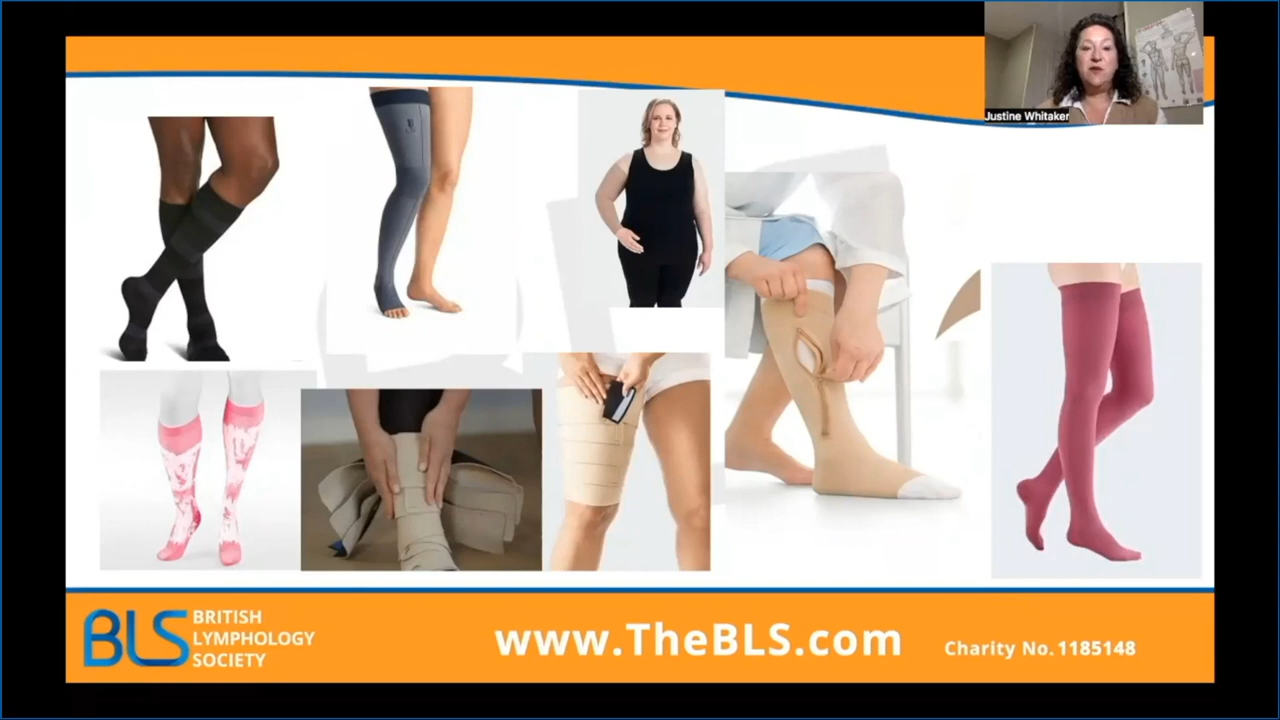 Justine Whitaker
BLS BRITISH
LYMPHOLOGY
SOCIETY
www.TheBLS.com
Charity No. 1185148